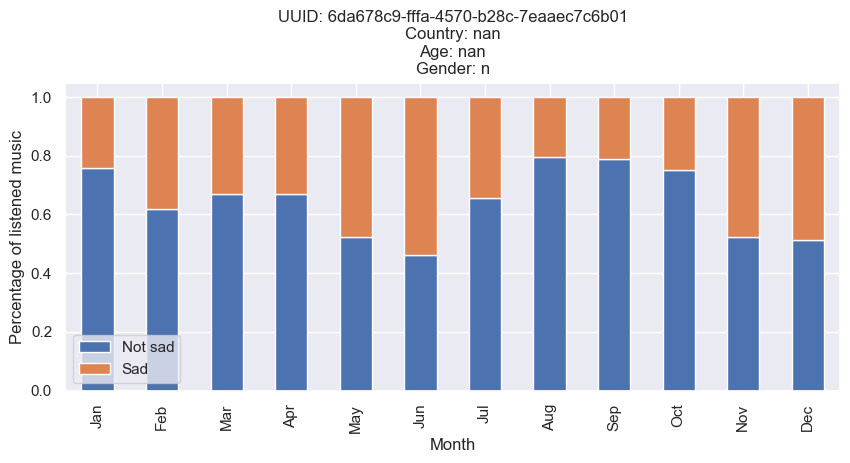 UUID: 6da678c9-fffa-4570-b28c-7eaaec7c6b01
Country: nan
Age: nan
Gender: n
Percentage of listened music
1.0
0.8
0.6
0.4
0.2
0.0
Not sad
Sad
Jan
Feb
Mar
Apr
May
Jun
Jul
Aug
Sep
Oct
Nov
Dec
Month